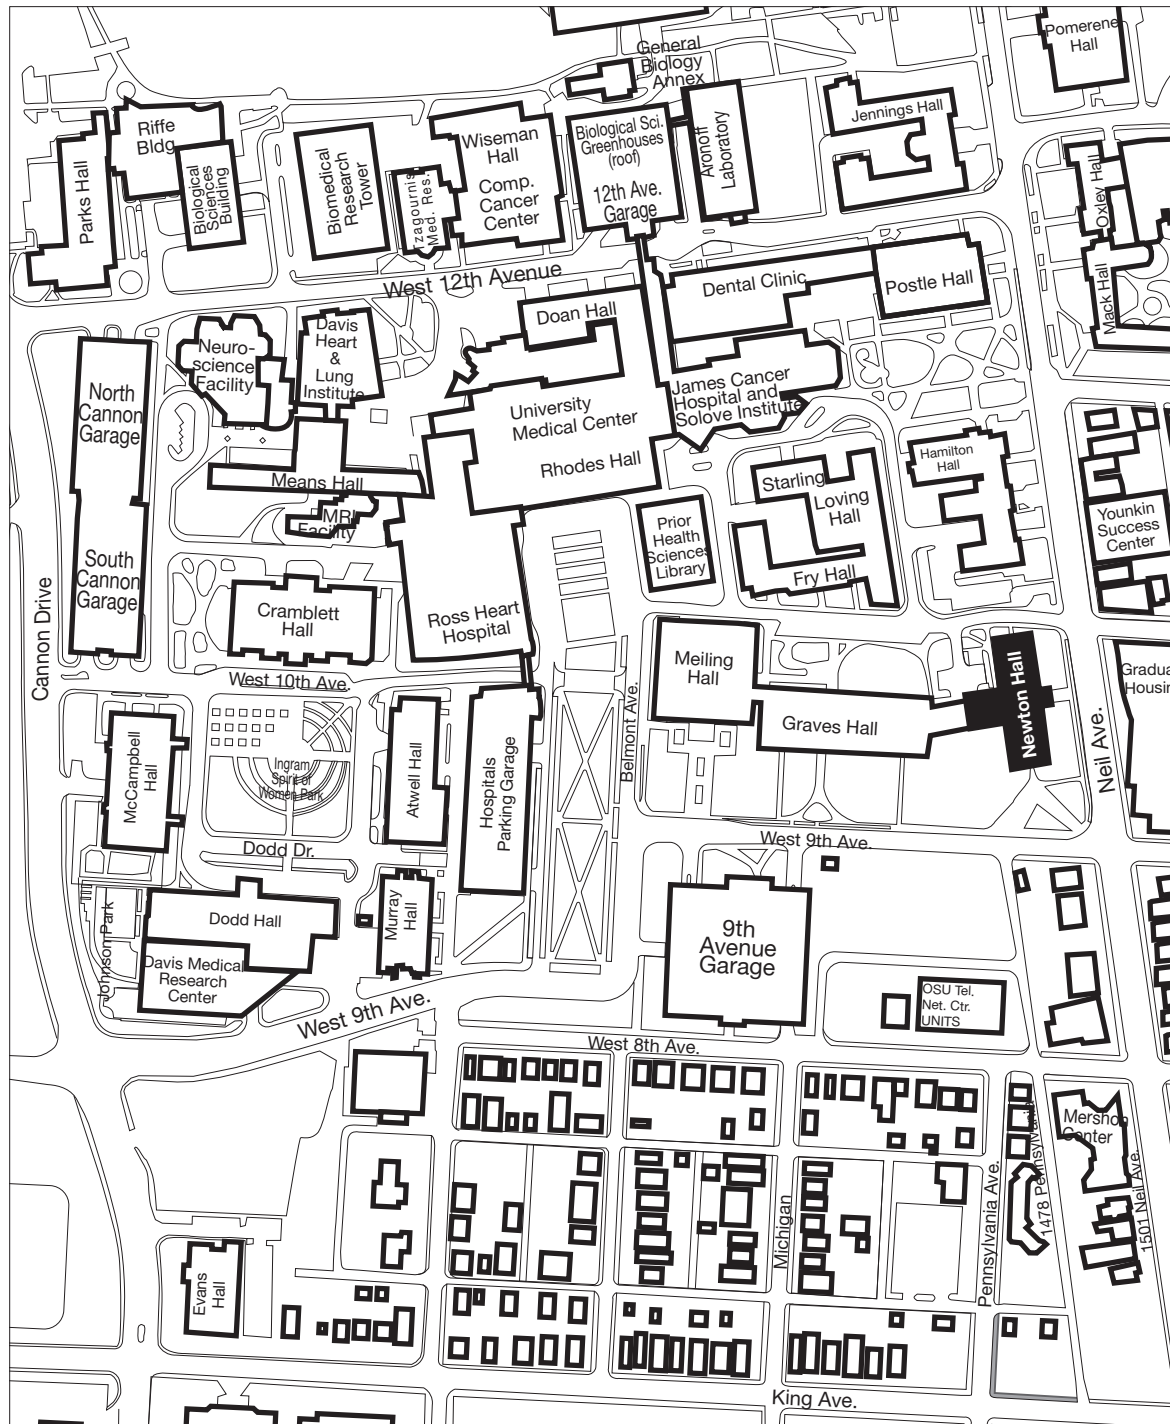 Pomerene
Hall
General
Biology
Annex
Jennings Hall
Riffe
Bldg.
Parks Hall
Biological
Sciences
Building
Biomedical
Research
Tower
Tzagournis
Med. Res.
Wiseman
Hall
Comp.
Cancer
Center
Biological Sci.
Greenhouses
(roof)
12th Ave.
Garage
Aronoff
Laboratory
Oxley Hall
Mack Hall
West 12th Avenue
Dental Clinic
Postle Hall
Doan Hall
Neuro-
science
Facility
Davis
Heart
&
Lung
Institute
North
Cannon
Garage
James Cancer
Hospital and
Solove Institute
University
Medical Center
Rhodes Hall
Means Hall
MRI
Facility
Starling
Loving
Hall
Fry Hall
Hamilton
Hall
Younkin
Success
Center
Prior
Health
Sciences
Library
South
Cannon
Garage
Cannon Drive
Cramblett
Hall
Ross Heart
Hospital
West 10th Ave.
Meiling
Hall
Graves Hall
Newton Hall
Gradua
Housin
Neil Ave.
Belmont Ave.
McCampbell
Hall
Ingram
Spirit of
Women Park
Atwell Hall
Hospitals
Parking Garage
West 9th Ave.
Dodd Dr.
Dodd Hall
Murray
Hall
Johnson Park
Davis Medical
Research
Center
9th
Avenue
Garage
OSU Tel.
Net. Ctr.
UNITS
West 9th Ave.
West 8th Ave.
Mershon
Center
1478 Pennsylvania
1501 Neil Ave.
Pennsylvania Ave.
Michigan
Evans
Hall
King Ave.